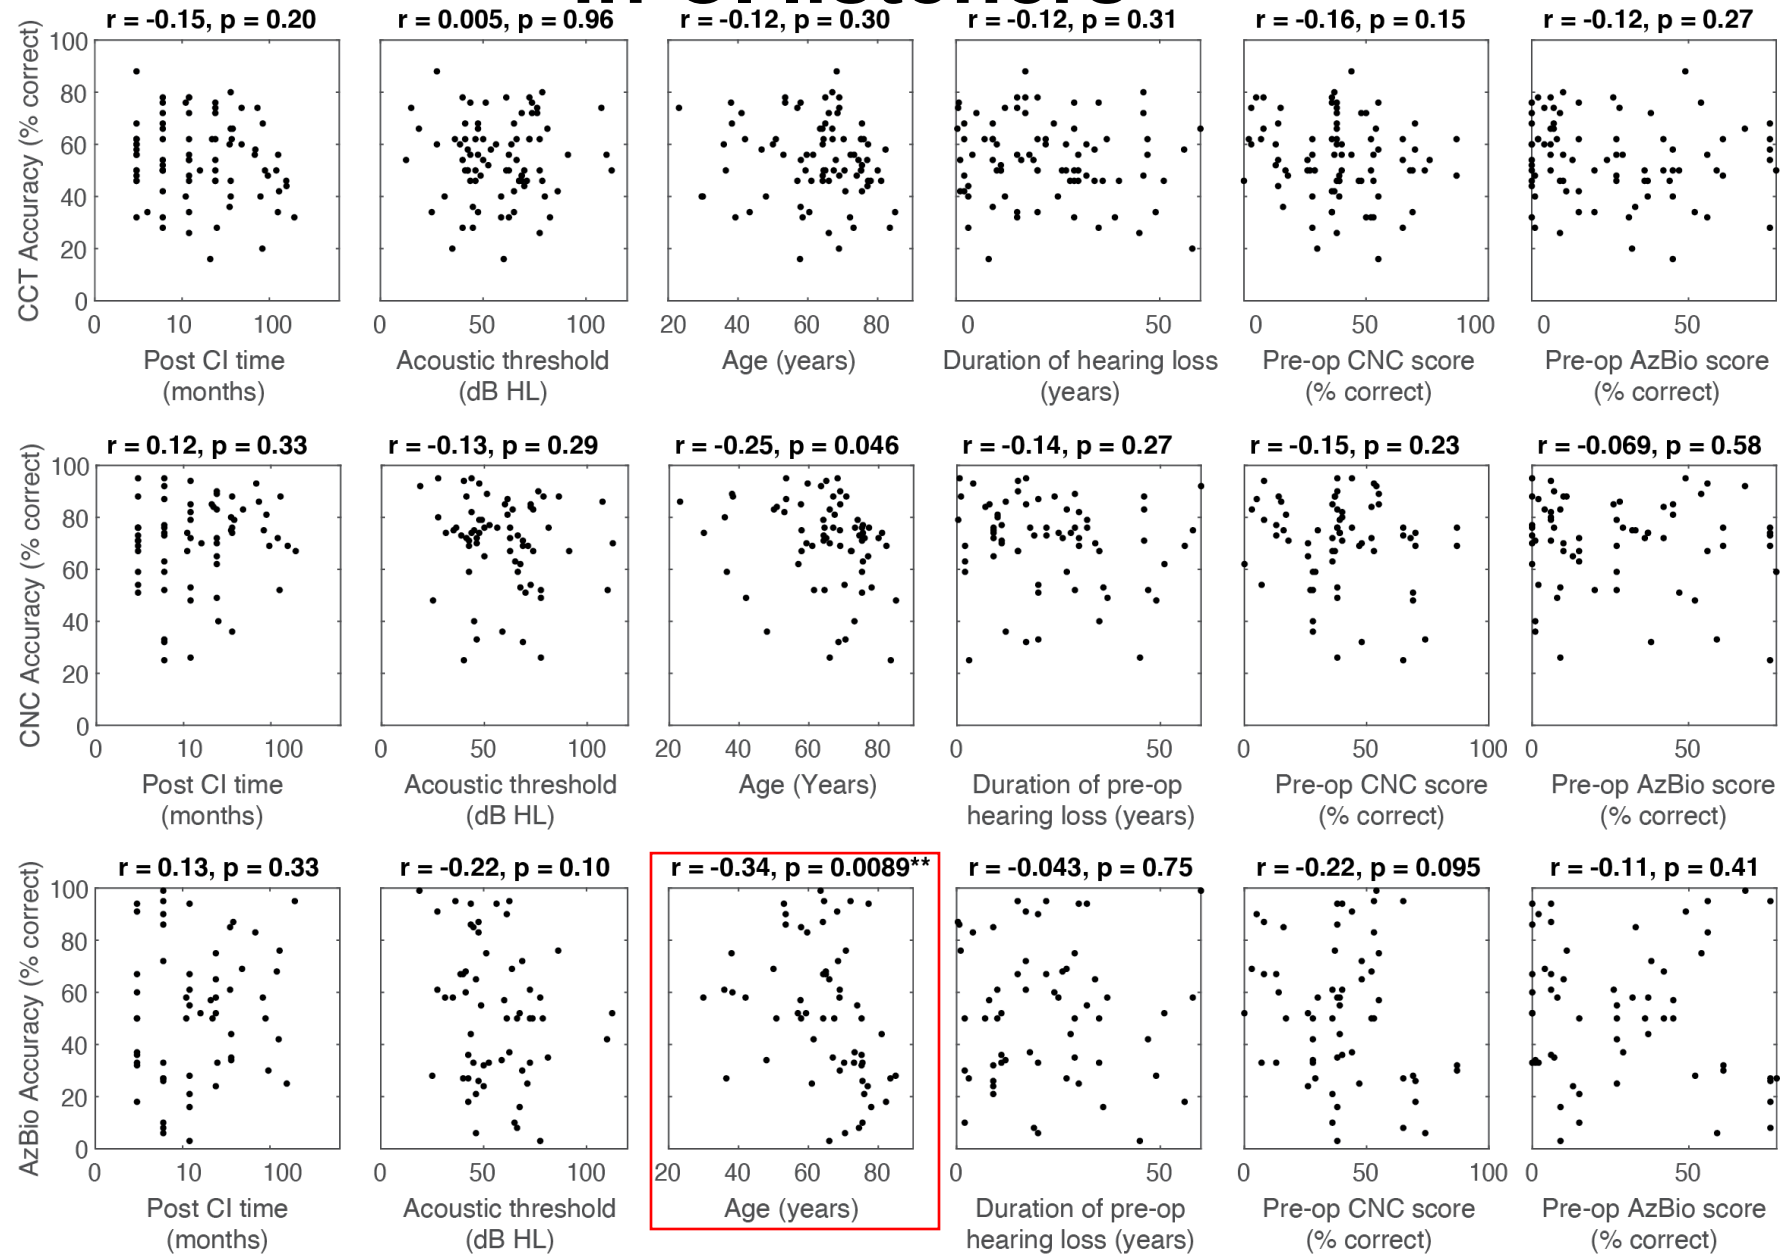 in CI listeners
r = -0.15, p = 0.20
r = 0.005, p = 0.96
r = -0.12, p = 0.30
r = -0.12, p = 0.31
r = -0.16, p = 0.15
r = -0.12, p = 0.27
CCT Accuracy (% correct)
100
80
60
40
20
0
0 10 100
0 50 100
20 40 60 80
0 50
0 50 100
0 50
Post CI time
(months)
Acoustic threshold
(dB HL)
Age (years)
Duration of hearing loss
(years)
Pre-op CNC score
(% correct)
Pre-op AzBio score
(% correct)
r = 0.12, p = 0.33
r = -0.13, p = 0.29
r = -0.25, p = 0.046
r = -0.14, p = 0.27
r = -0.15, p = 0.23
r = -0.069, p = 0.58
CNC Accuracy (% correct)
100
80
60
40
20
0
0 10 100
0 50 100
20 40 60 80
0 50
0 50 100
0 50
Post CI time
(months)
Acoustic threshold
(dB HL)
Age (Years)
Duration of pre-op
hearing loss (years)
Pre-op CNC score
(% correct)
Pre-op AzBio score
(% correct)
r = 0.13, p = 0.33
r = -0.22, p = 0.10
r = -0.34, p = 0.0089**
r = -0.043, p = 0.75
r = -0.22, p = 0.095
r = -0.11, p = 0.41
AzBio Accuracy (% correct)
100
80
60
40
20
0
0 10 100
0 50 100
20 40 60 80
0 50
0 50 100
0 50
Post CI time
(months)
Acoustic threshold
(dB HL)
Age (years)
Duration of pre-op
hearing loss (years)
Pre-op CNC score
(% correct)
Pre-op AzBio score
(% correct)